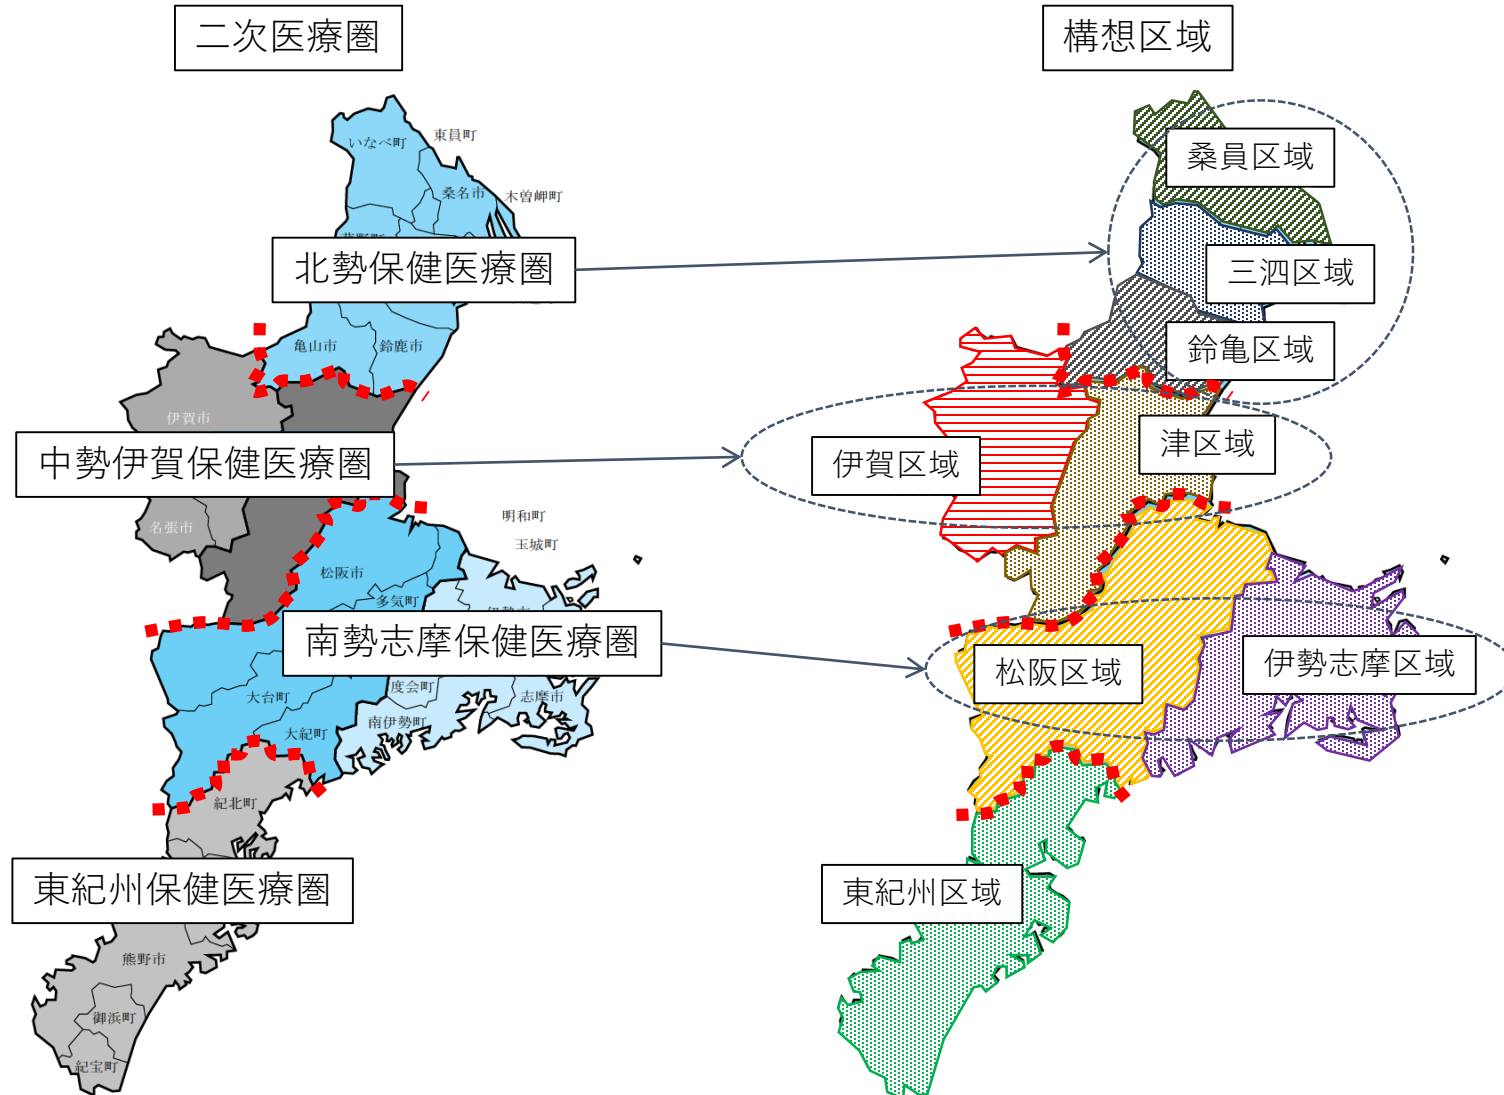 二次医療圏
構想区域
いなべ町
東員町
桑名市
木曽岬町
北勢保健医療圏
亀山市
鈴鹿市
伊賀市
中勢伊賀保健医療圏
名張市
明和町
玉城町
松阪市
多気町
南勢志摩保健医療圏
大台町
度会町
志摩市
南伊勢町
大紀町
紀北町
東紀州保健医療圏
熊野市
御浜町
紀宝町
桑員区域
三泗区域
鈴亀区域
津区域
伊賀区域
松阪区域
伊勢志摩区域
東紀州区域